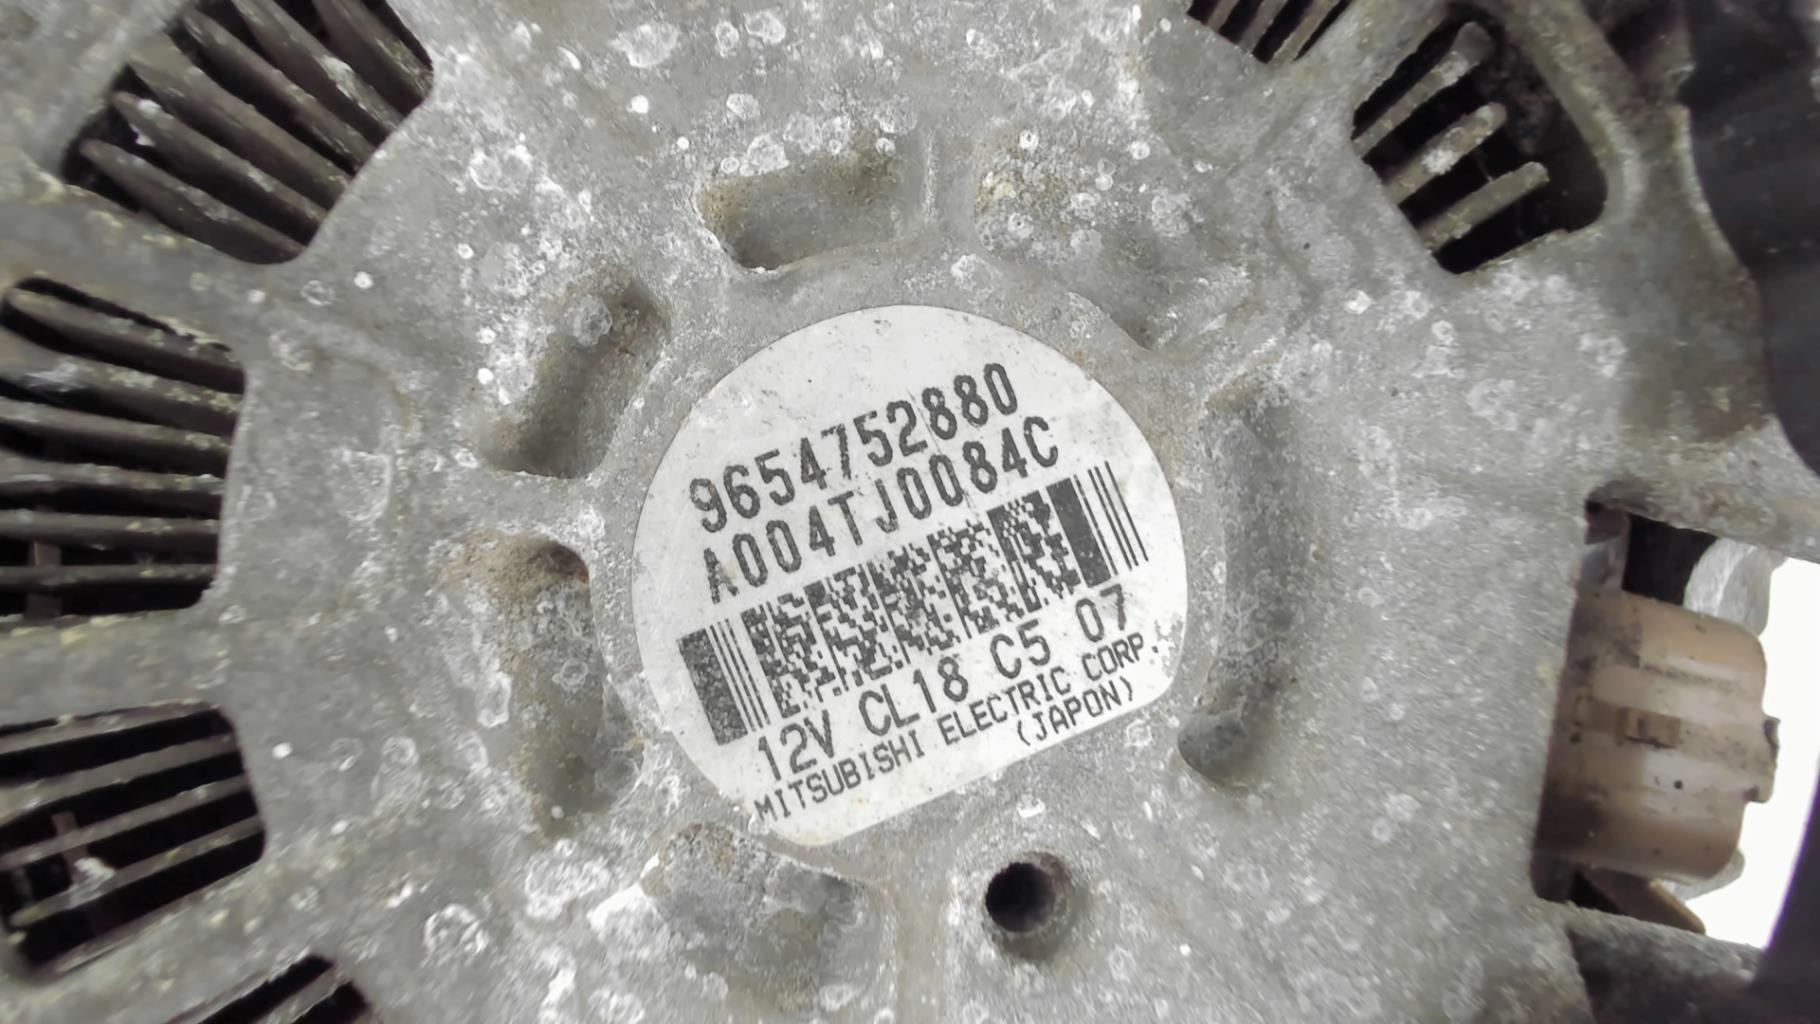 9654752880
A004TJ0084C
12V CL18 C5 07
MITSUBISHI ELECTRIC CORP.
(JAPON)